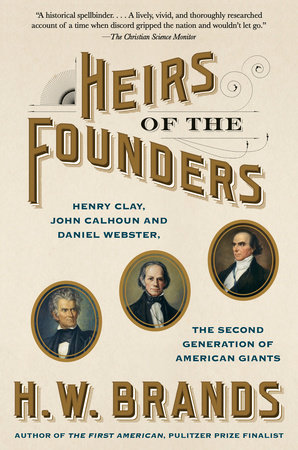 “A historical spellbinder. . . . A lively, vivid, and thoroughly researched
account of a time when discord gripped the nation and wouldn’t let go.”
—The Christian Science Monitor
HEIRS
OF THE
FOUNDERS
HENRY CLAY,
JOHN CALHOUN AND
DANIEL WEBSTER,
THE SECOND
GENERATION OF
AMERICAN GIANTS
H. W. BRANDS
AUTHOR OF THE FIRST AMERICAN, PULITZER PRIZE FINALIST